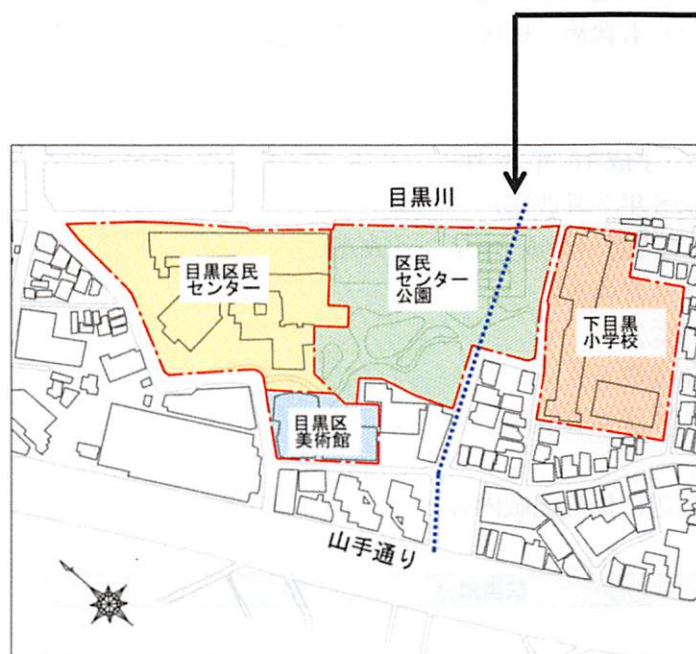 目黒川
目黒区民
センター
区民
センター
公園
下目黒
小学校
目黒区
美術館
山手通り